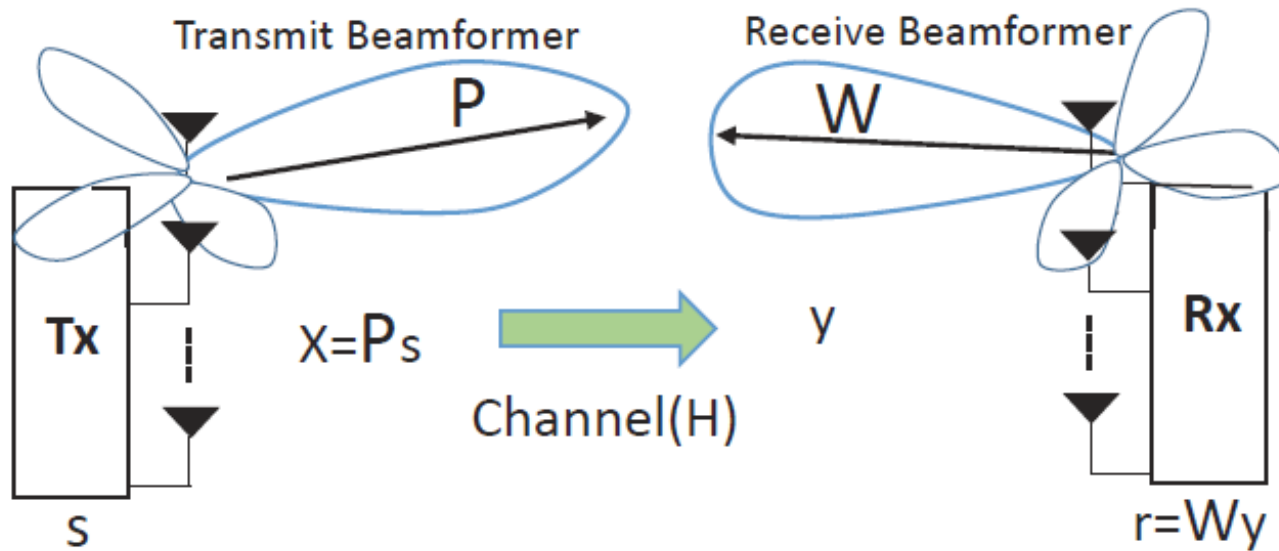 Transmit Beamformer
Receive Beamformer
P
W
Tx
X=Ps
y
Rx
Channel(H)
s
r=Wy